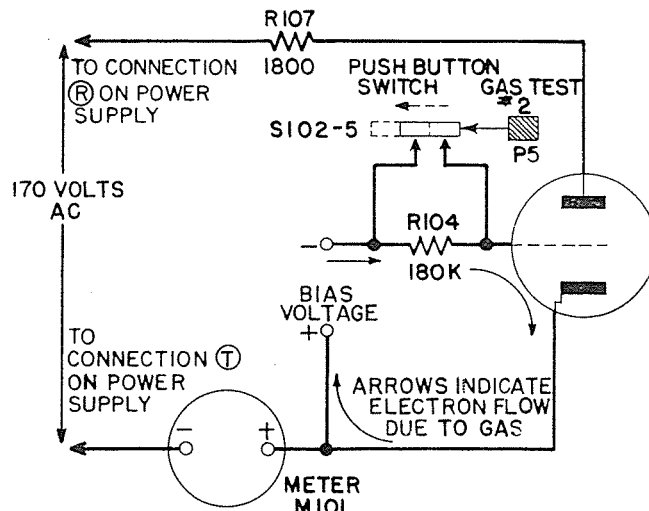 R107
1800
TO CONNECTION
Ⓡ ON POWER
SUPPLY
PUSH BUTTON
SWITCH
GAS TEST
#2
S102-5
P5
170 VOLTS
AC
R104
180K
-
BIAS
VOLTAGE
+
TO
CONNECTION Ⓣ
ON POWER
SUPPLY
ARROWS INDICATE
ELECTRON FLOW
DUE TO GAS
- +
METER
M101